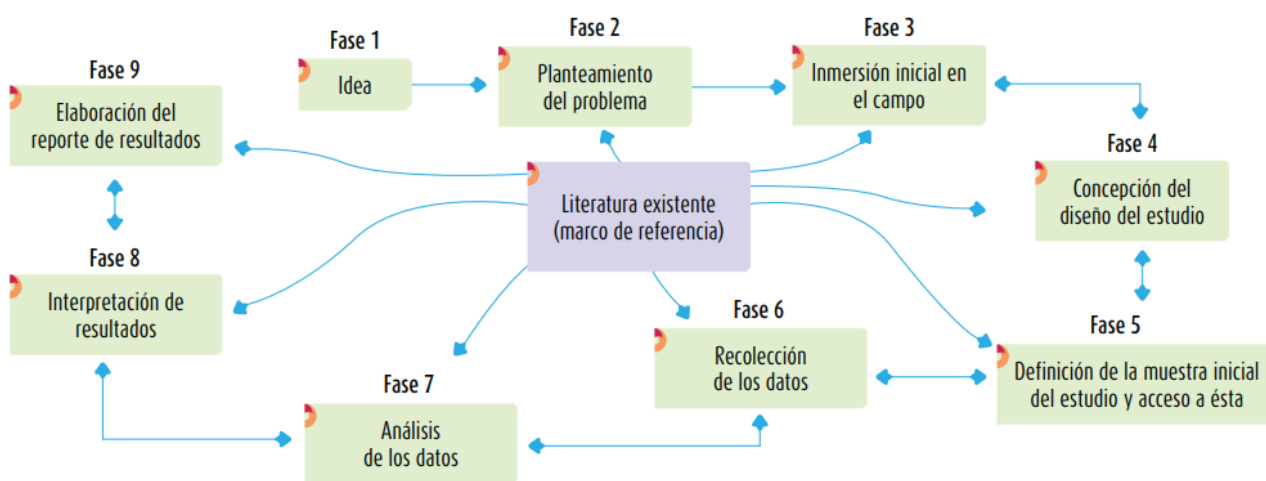 Fase 1
Idea
Fase 2
Planteamiento
del problema
Fase 3
Inmersión inicial en
el campo
Fase 4
Concepción del
diseño del estudio
Fase 5
Definición de la muestra inicial
del estudio y acceso a ésta
Fase 6
Recolección
de los datos
Fase 7
Análisis
de los datos
Fase 8
Interpretación de
resultados
Fase 9
Elaboración del
reporte de resultados
Literatura existente
(marco de referencia)